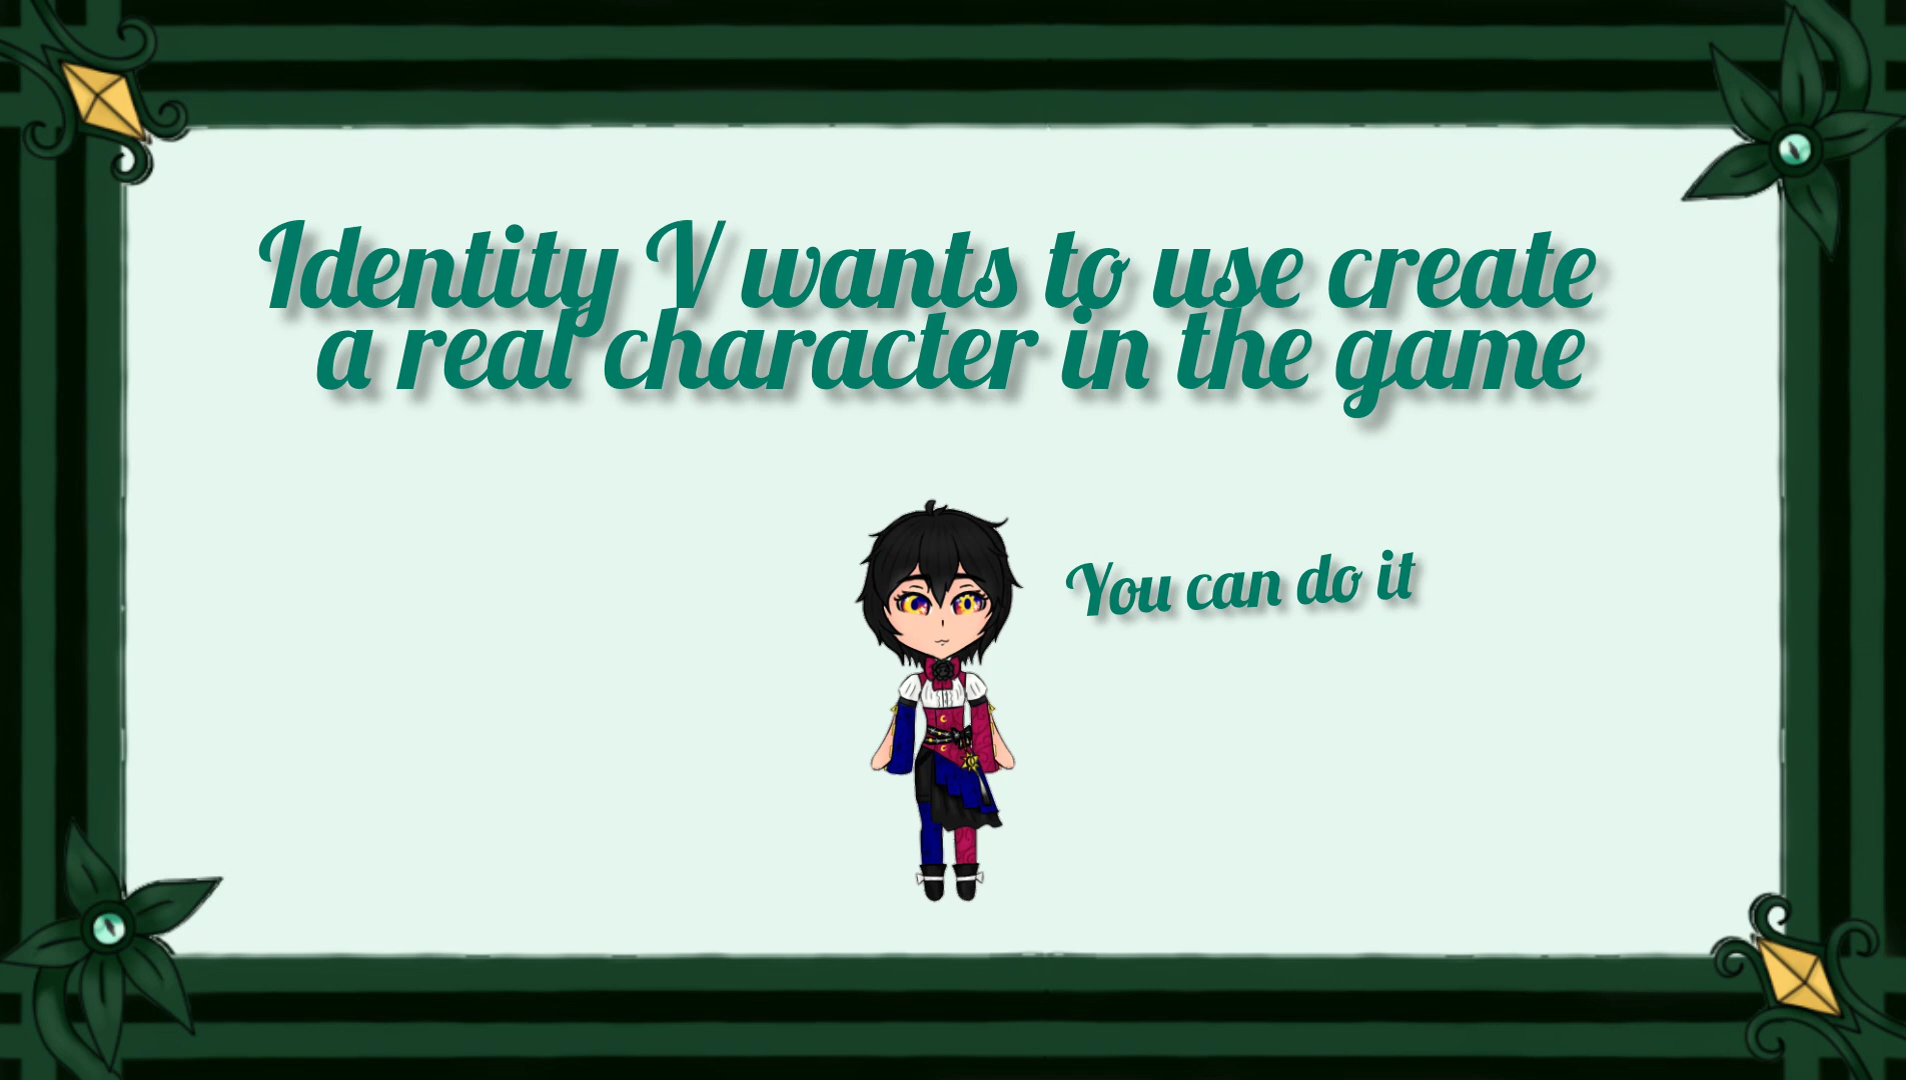 Identity V wants to use create
a real character in the game
You can do it